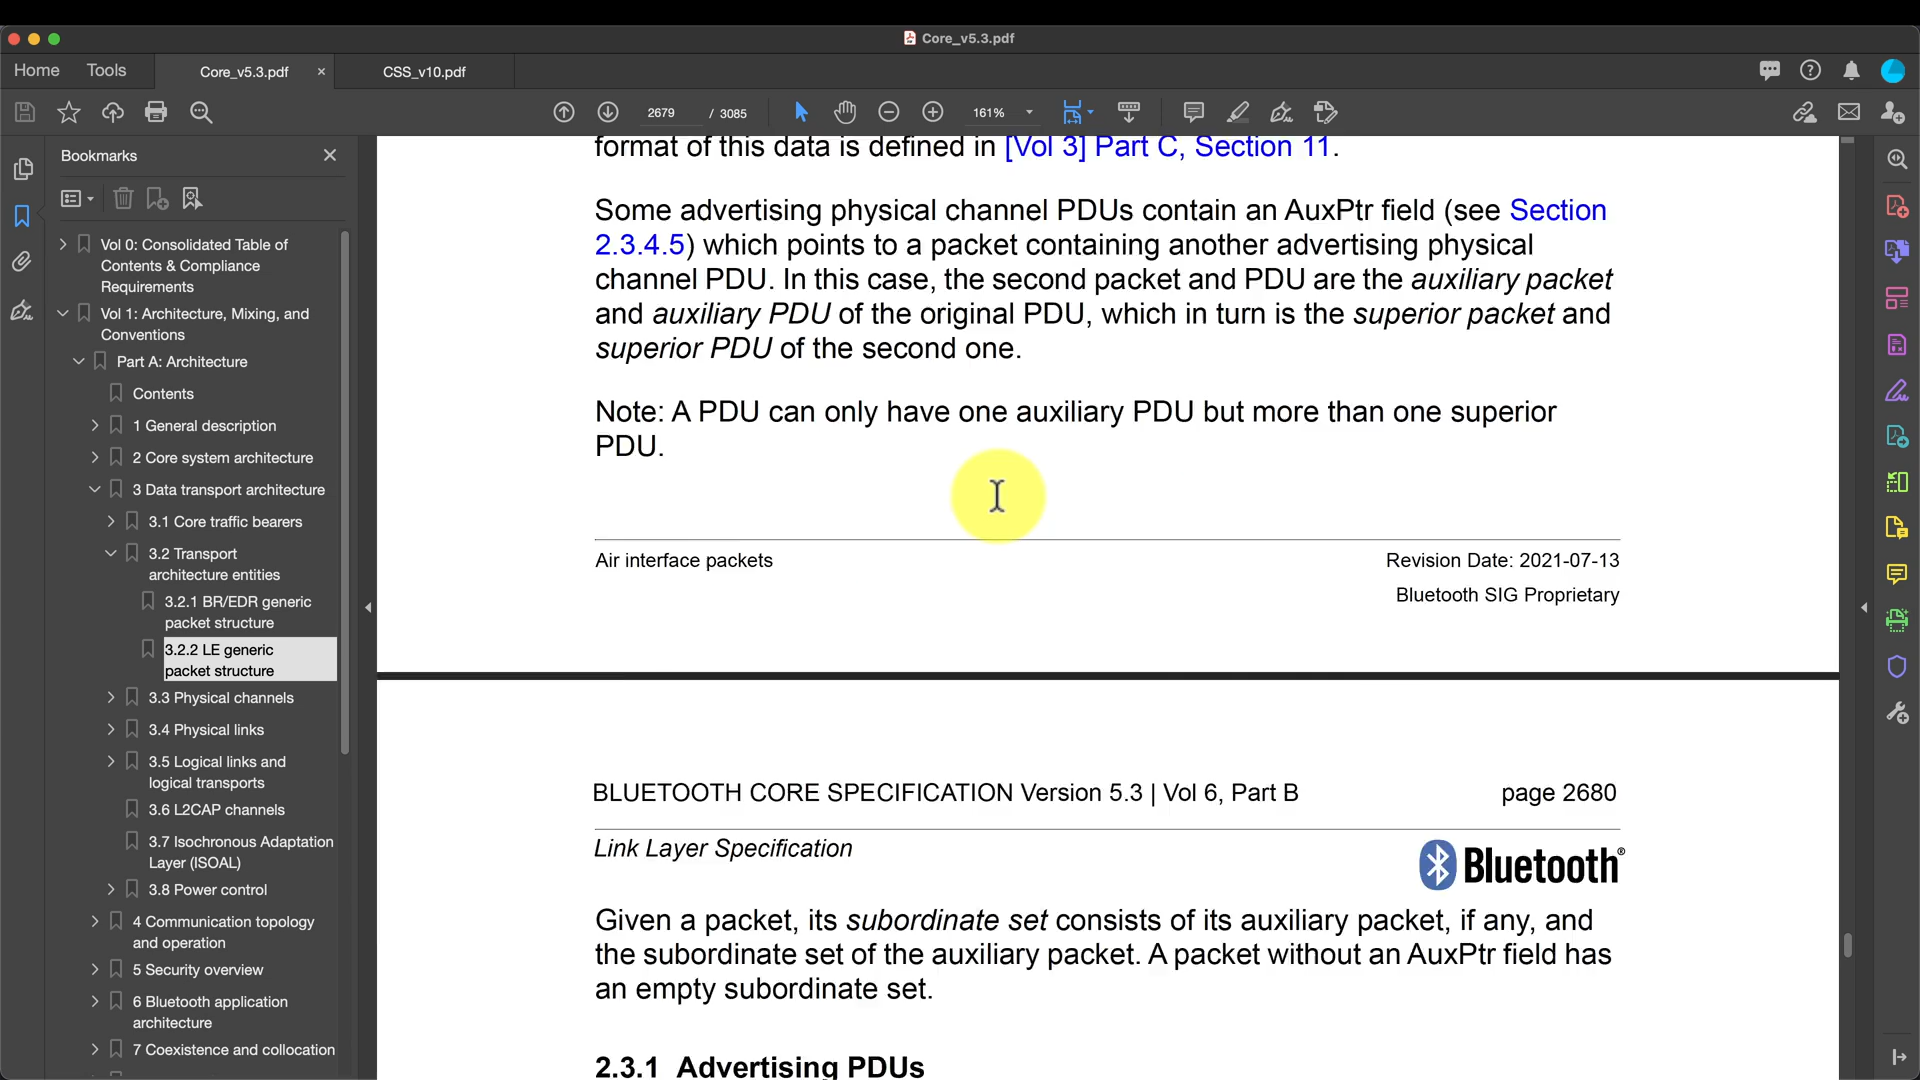 Core_v5.3.pdf
Home
Tools
Core_v5.3.pdf
×
CSS_v10.pdf
2679
/ 3085
161%
Bookmarks
Vol 0: Consolidated Table of
Contents & Compliance
Requirements
Vol 1: Architecture, Mixing, and
Conventions
Part A: Architecture
Contents
1 General description
2 Core system architecture
3 Data transport architecture
3.1 Core traffic bearers
3.2 Transport
architecture entities
3.2.1 BR/EDR generic
packet structure
3.2.2 LE generic
packet structure
3.3 Physical channels
3.4 Physical links
3.5 Logical links and
logical transports
3.6 L2CAP channels
3.7 Isochronous Adaptation
Layer (ISOAL)
3.8 Power control
4 Communication topology
and operation
5 Security overview
6 Bluetooth application
architecture
7 Coexistence and collocation
format of this data is defined in [Vol 3] Part C, Section 11.
Some advertising physical channel PDUs contain an AuxPtr field (see Section
2.3.4.5) which points to a packet containing another advertising physical
channel PDU. In this case, the second packet and PDU are the auxiliary packet
and auxiliary PDU of the original PDU, which in turn is the superior packet and
superior PDU of the second one.
Note: A PDU can only have one auxiliary PDU but more than one superior
PDU.
Air interface packets
Revision Date: 2021-07-13
Bluetooth SIG Proprietary
BLUETOOTH CORE SPECIFICATION Version 5.3 | Vol 6, Part B
page 2680
Link Layer Specification
Bluetooth®
Given a packet, its subordinate set consists of its auxiliary packet, if any, and
the subordinate set of the auxiliary packet. A packet without an AuxPtr field has
an empty subordinate set.
2.3.1 Advertising PDUs